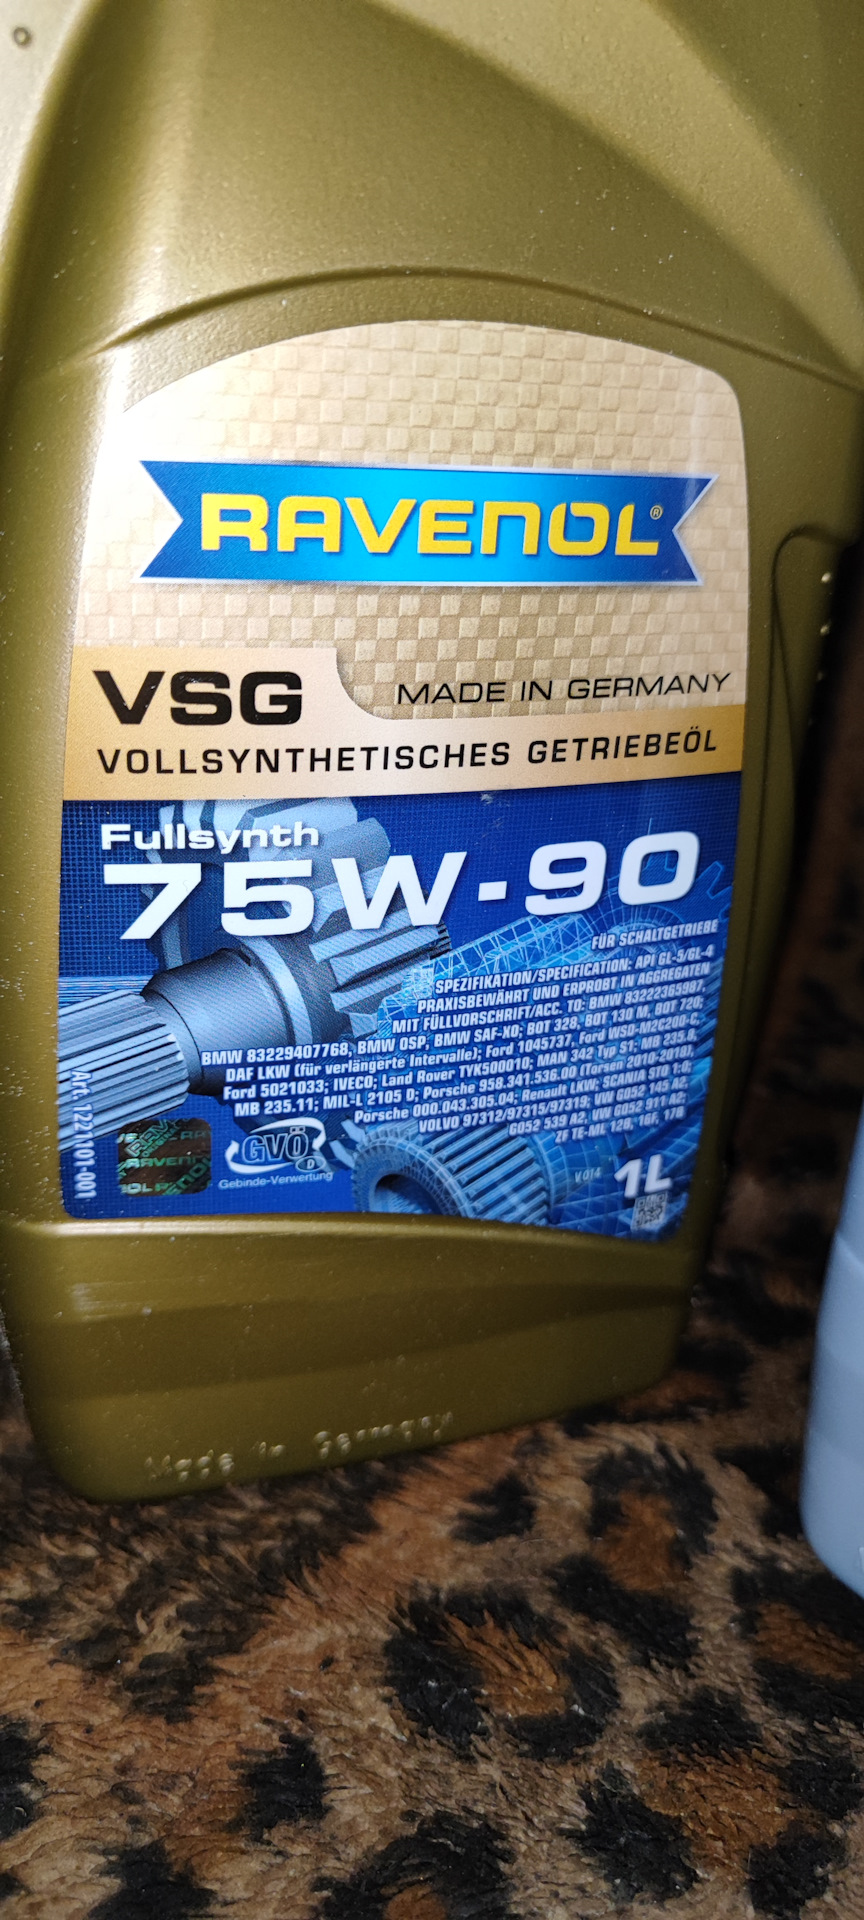 RAVENOL®
VSG
MADE IN GERMANY
VOLLSYNTHETISCHES GETRIEBEÖL
Fullsynth
75W-90
FÜR SCHALTGETRIEBE
SPEZIFIKATION/SPECIFICATION: API GL-5/GL-4
PRAXISBEWÄHRT UND ERPROBT IN AGGREGATEN
MIT FÜLLVORSCHRIFT/ACC. TO: BMW 83222365987,
BMW 83229407768, BMW OSP, BMW SAF-XO; BOT 328, BOT 130 M, BOT 720;
DAF LKW (für verlängerte Intervalle); Ford 1045737, Ford WSD-M2C200-C,
Ford 5021033; IVECO; Land Rover TYK500010; MAN 342 Typ S1; MB 235.8,
MB 235.11; MIL-L 2105 D; Porsche 958.341.536.00 (Torsen 2010-2018),
Porsche 000.043.305.04; Renault LKW; SCANIA STO 1:0;
VOLVO 97312/97315/97319; VW G052 145 A2,
G052 539 A2, VW G052 911 A2;
ZF TE-ML 12B, 16F, 17B
Art. 1221101-001
GVÖ
D
Gebinde-Verwertung
V 014
1L
Made in Germany